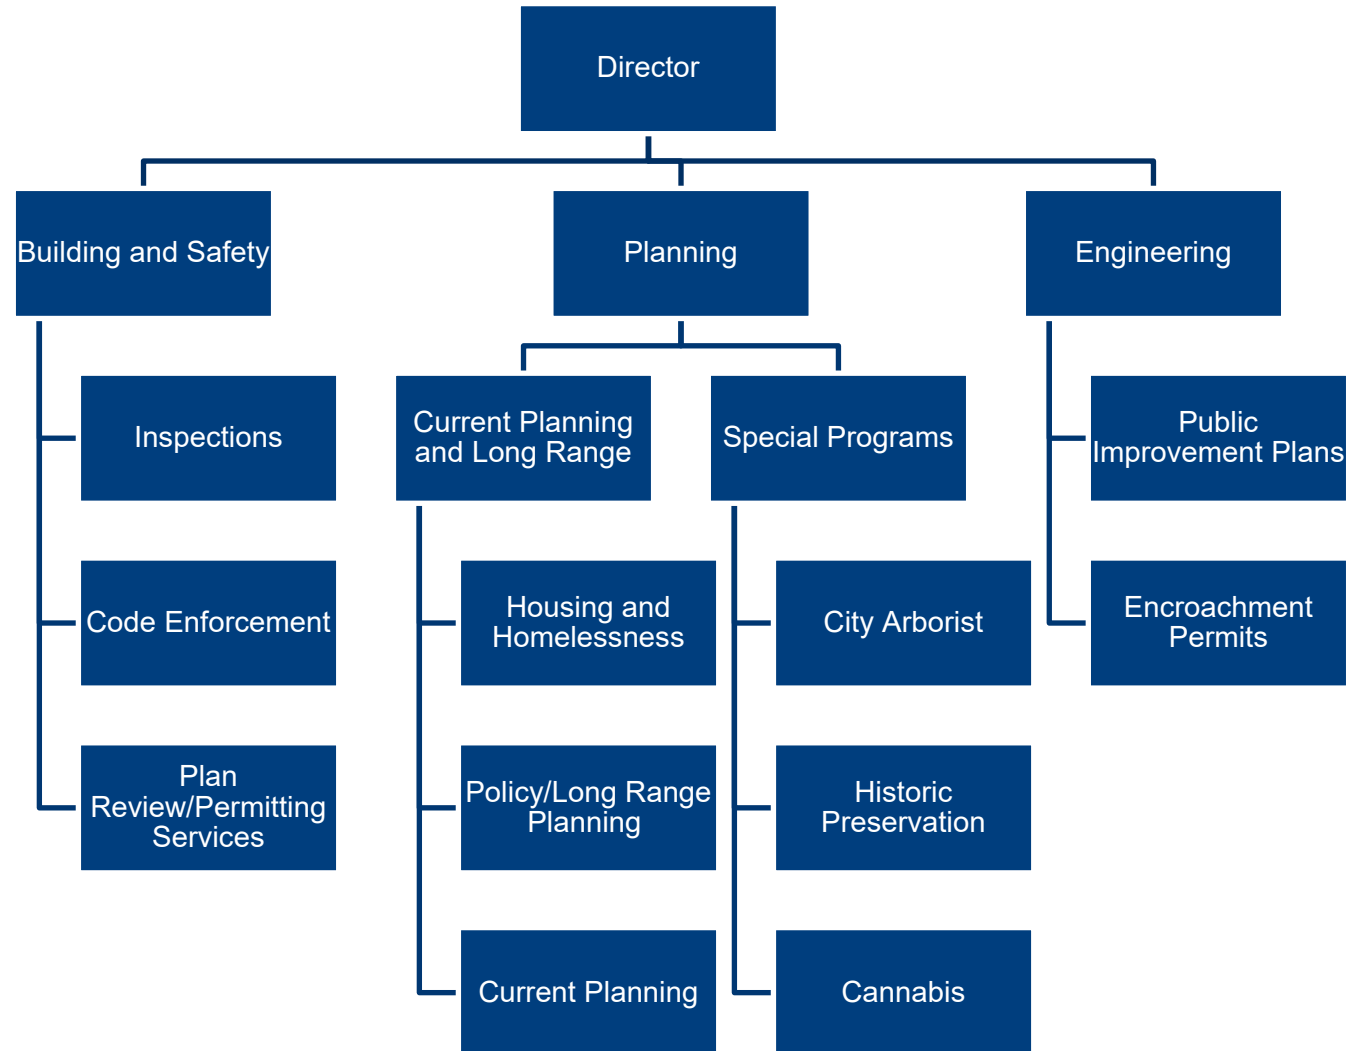 Director
Building and Safety
Planning
Engineering
Inspections
Current Planning
and Long Range
Special Programs
Public
Improvement Plans
Code Enforcement
Housing and
Homelessness
City Arborist
Encroachment
Permits
Plan
Review/Permitting
Services
Policy/Long Range
Planning
Historic
Preservation
Current Planning
Cannabis